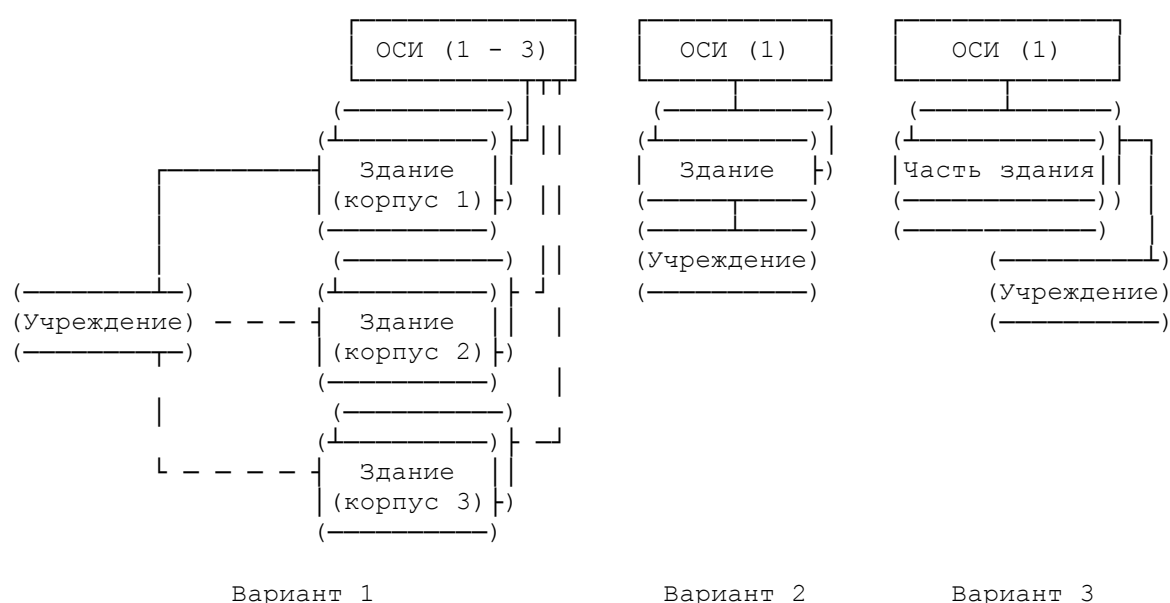 ОСИ (1 - 3) ОСИ (1) ОСИ (1)
Здание Здание Часть здания
(корпус 1)
(Учреждение)
(Учреждение) Здание (Учреждение)
(корпус 2)
Здание
(корпус 3)
Вариант 1 Вариант 2 Вариант 3